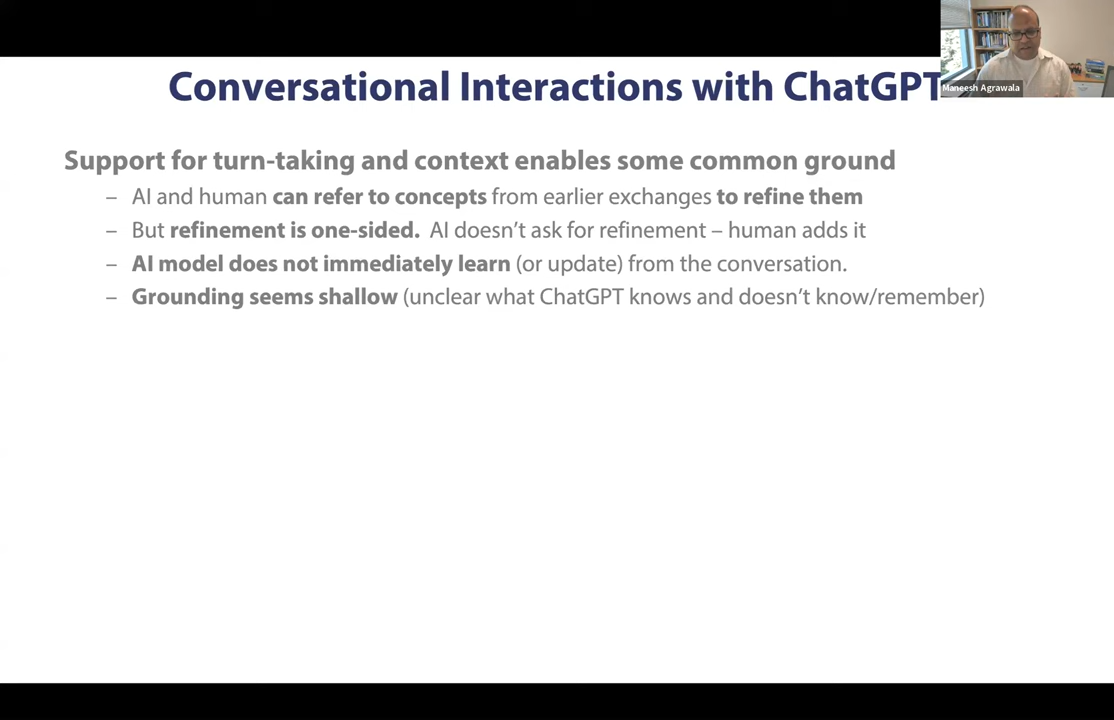 Conversational Interactions with ChatGPT
Maneesh Agrawala
Support for turn-taking and context enables some common ground
– AI and human can refer to concepts from earlier exchanges to refine them
– But refinement is one-sided. AI doesn't ask for refinement – human adds it
– AI model does not immediately learn (or update) from the conversation.
– Grounding seems shallow (unclear what ChatGPT knows and doesn't know/remember)